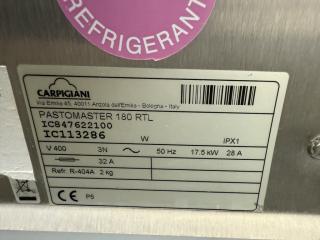 REFRIGERANT
CARPIGIANI
Via Emilia 45, 40011 Anzola dell'Emilia - Bologna - Italy
PASTOMASTER 180 RTL
IC847622100
IC113286
W IPX1
V 400 3N 50 Hz 17.5 kW 28 A
32 A
Refr. R-404A 2 kg
CE P5